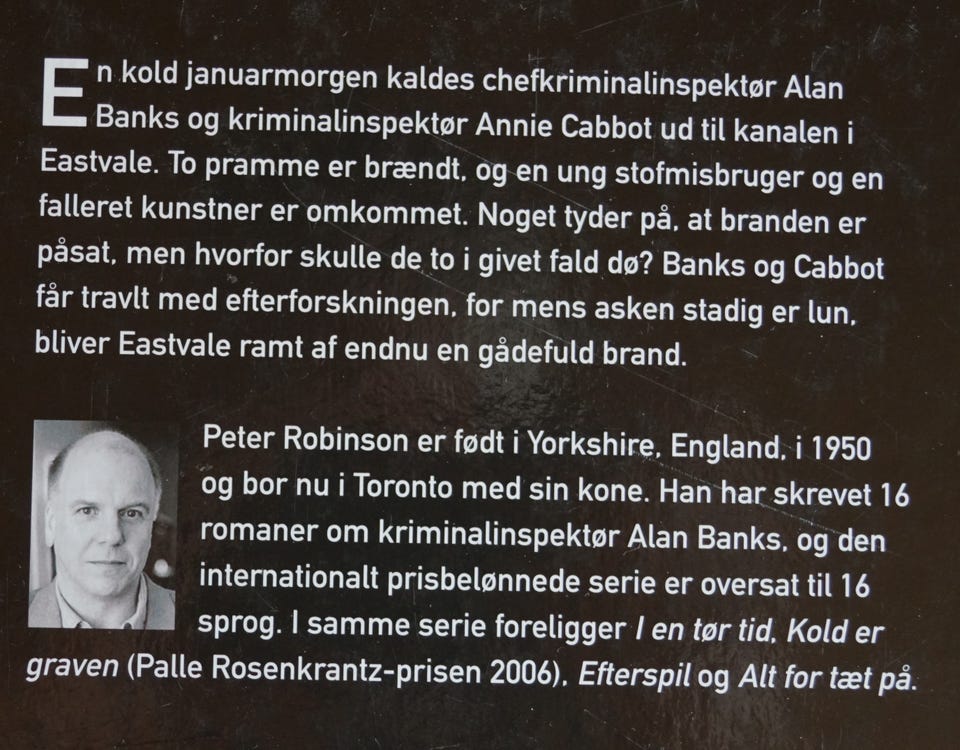 En kold januarmorgen kaldes chefkriminalinspektør Alan
Banks og kriminalinspektør Annie Cabbot ud til kanalen i
Eastvale. To pramme er brændt, og en ung stofmisbruger og en
falleret kunstner er omkommet. Noget tyder på, at branden er
påsat, men hvorfor skulle de to i givet fald dø? Banks og Cabbot
får travlt med efterforskningen, for mens asken stadig er lun,
bliver Eastvale ramt af endnu en gådefuld brand.
Peter Robinson er født i Yorkshire, England, i 1950
og bor nu i Toronto med sin kone. Han har skrevet 16
romaner om kriminalinspektør Alan Banks, og den
internationalt prisbelønnede serie er oversat til 16
sprog. I samme serie foreligger I en tør tid, Kold er
graven (Palle Rosenkrantz-prisen 2006), Efterspil og Alt for tæt på.